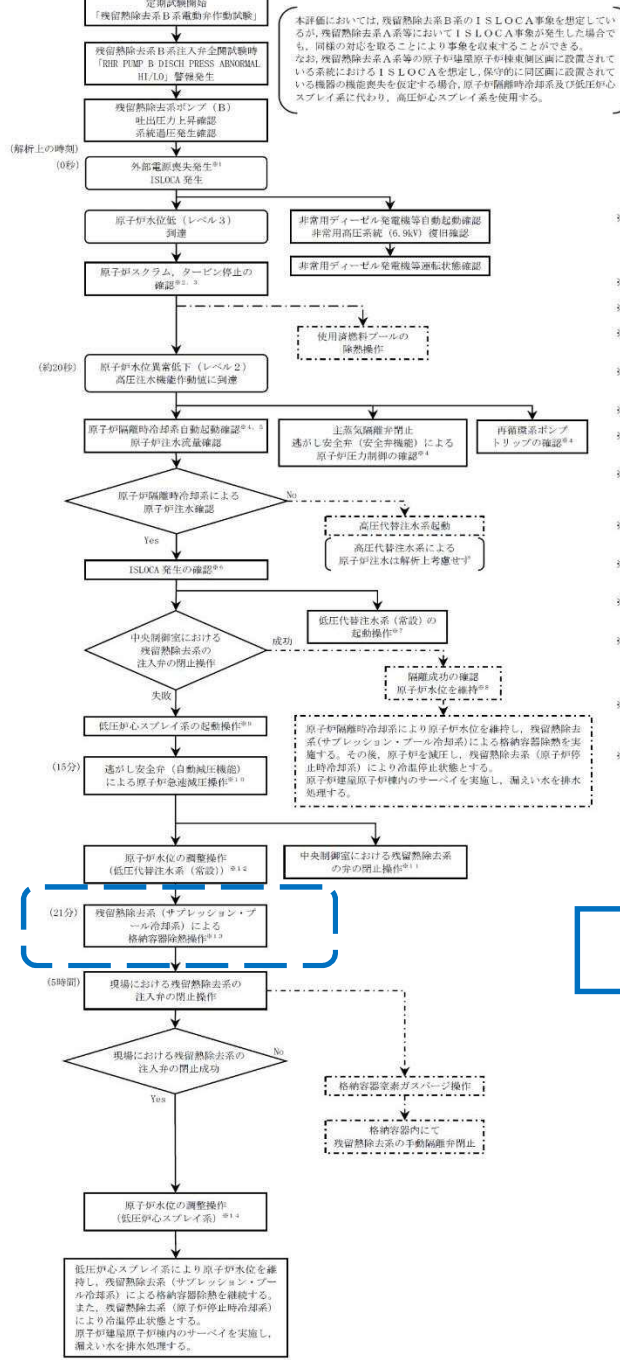 定期試験開始
「残留熱除去系B系電動弁作動試験」
本評価においては,残留熱除去系B系のISLOCA事象を想定してい
るが,残留熱除去系A系等においてISLOCA事象が発生した場合で
も,同様の対応を取ることにより事象を収束することができる。
なお,残留熱除去系A系等の原子炉建屋原子炉棟東側区画に設置されて
いる系統におけるISLOCAを想定し,保守的に同区画に設置されて
いる機器の機能喪失を仮定する場合,原子炉隔離時冷却系及び低圧炉心
スプレイ系に代わり,高圧炉心スプレイ系を使用する。
残留熱除去系B系注入弁全開試験時
「RHR PUMP B DISCH PRESS ABNORMAL
HI/LO」警報発生
残留熱除去系ポンプ(B)
吐出圧力上昇確認
系統過圧発生確認
(解析上の時刻)
(0秒)
外部電源喪失発生※1
ISLOCA 発生
原子炉水位低(レベル3)
到達
非常用ディーゼル発電機等自動起動確認
非常用高圧系統(6.9kV)復旧確認
原子炉スクラム,タービン停止の
確認※2,3
非常用ディーゼル発電機等運転状態確認
使用済燃料プールの
除熱操作
(約20秒)
原子炉水位異常低下(レベル2)
高圧注水機能作動値に到達
原子炉隔離時冷却系自動起動確認※4,5
原子炉注水流量確認
主蒸気隔離弁閉止
逃がし安全弁(安全弁機能)による
原子炉圧力制御の確認※4
再循環系ポンプ
トリップの確認※4
原子炉隔離時冷却系による
原子炉注水確認
No
Yes
高圧代替注水系起動
高圧代替注水系による
原子炉注水は解析上考慮せず
ISLOCA 発生の確認※6
低圧代替注水系(常設)の
起動操作※7
中央制御室における
残留熱除去系の
注入弁の閉止操作
成功
失敗
隔離成功の確認
原子炉水位を維持※8
低圧炉心スプレイ系の起動操作※9
原子炉隔離時冷却系により原子炉水位を維持し,残留熱除去
系(サプレッション・プール冷却系)による格納容器除熱を実
施する。その後,原子炉を減圧し,残留熱除去系(原子炉停
止時冷却系)により冷温停止状態とする。
原子炉建屋原子炉棟内のサーベイを実施し,漏えい水を排水
処理する。
(15分)
逃がし安全弁(自動減圧機能)
による原子炉急速減圧操作※10
原子炉水位の調整操作
(低圧代替注水系(常設))※12
中央制御室における残留熱除去系
の弁の閉止操作※11
(21分)
残留熱除去系(サプレッション・プ
ール冷却系)による
格納容器除熱操作※13
(5時間)
現場における残留熱除去系の
注入弁の閉止操作
現場における残留熱除去系の
注入弁の閉止成功
No
Yes
格納容器窒素ガスパージ操作
格納容器内にて
残留熱除去系の手動隔離弁閉止
原子炉水位の調整操作
(低圧炉心スプレイ系)※14
低圧炉心スプレイ系により原子炉水位を維
持し,残留熱除去系(サプレッション・プー
ル冷却系)による格納容器除熱を継続する。
また,残留熱除去系(原子炉停止時冷却系)
により冷温停止状態とする。
原子炉建屋原子炉棟内のサーベイを実施し,
漏えい水を排水処理する。